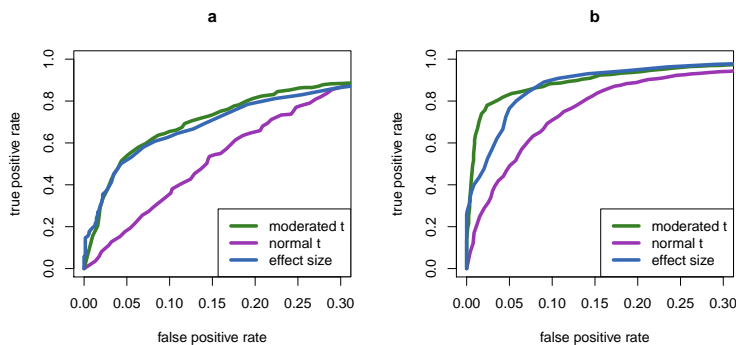 a
true positive rate
1.0
0.8
0.6
0.4
0.2
0.0
moderated t
normal t
effect size
0.00 0.05 0.10 0.15 0.20 0.25 0.30
false positive rate
b
true positive rate
1.0
0.8
0.6
0.4
0.2
0.0
moderated t
normal t
effect size
0.00 0.05 0.10 0.15 0.20 0.25 0.30
false positive rate